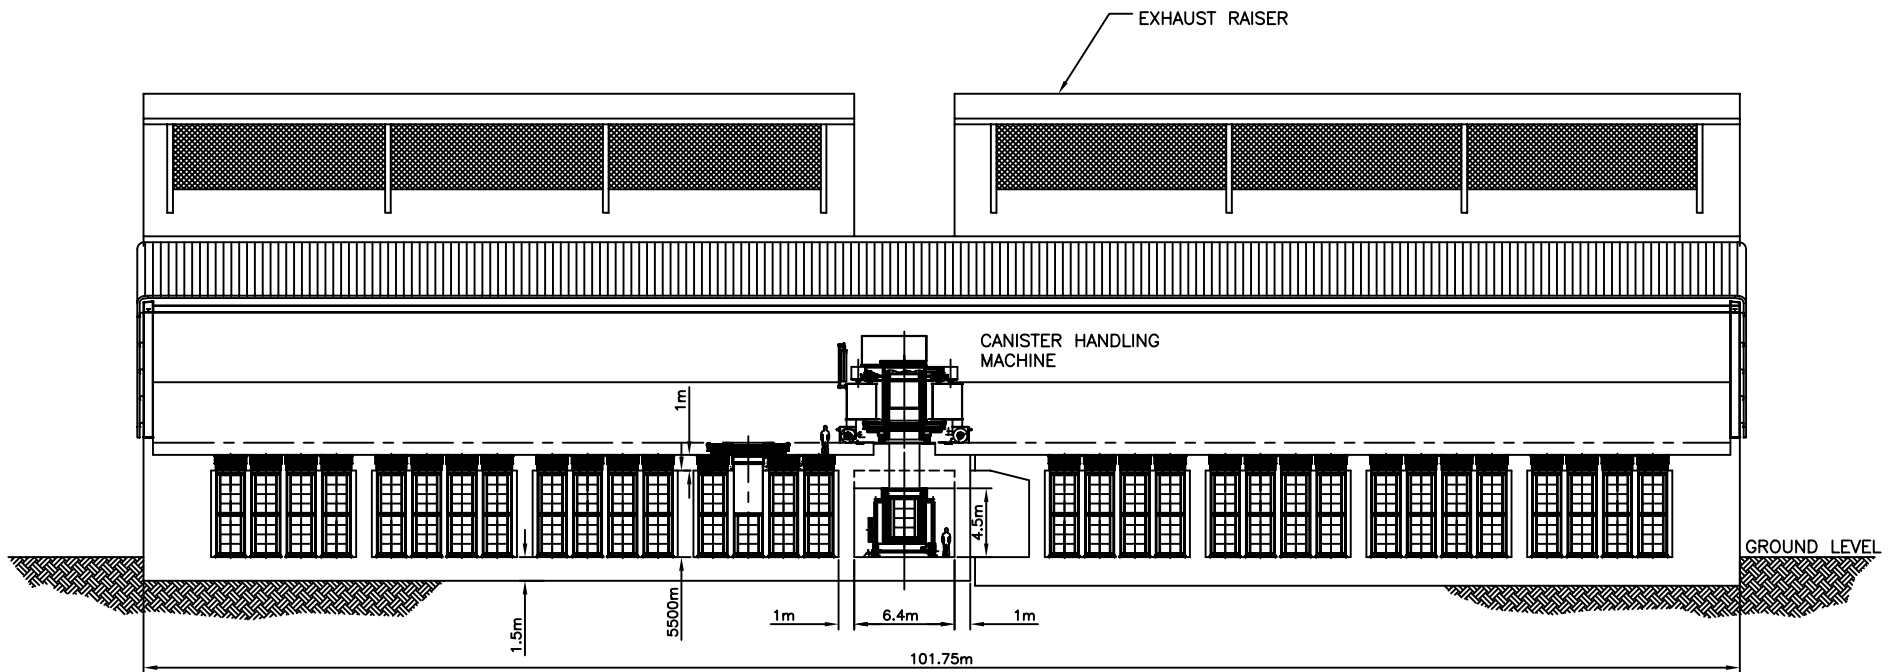 EXHAUST RAISER
CANISTER HANDLING
MACHINE
1m
4.5m
GROUND LEVEL
1.5m
5500m
1m
6.4m
1m
101.75m